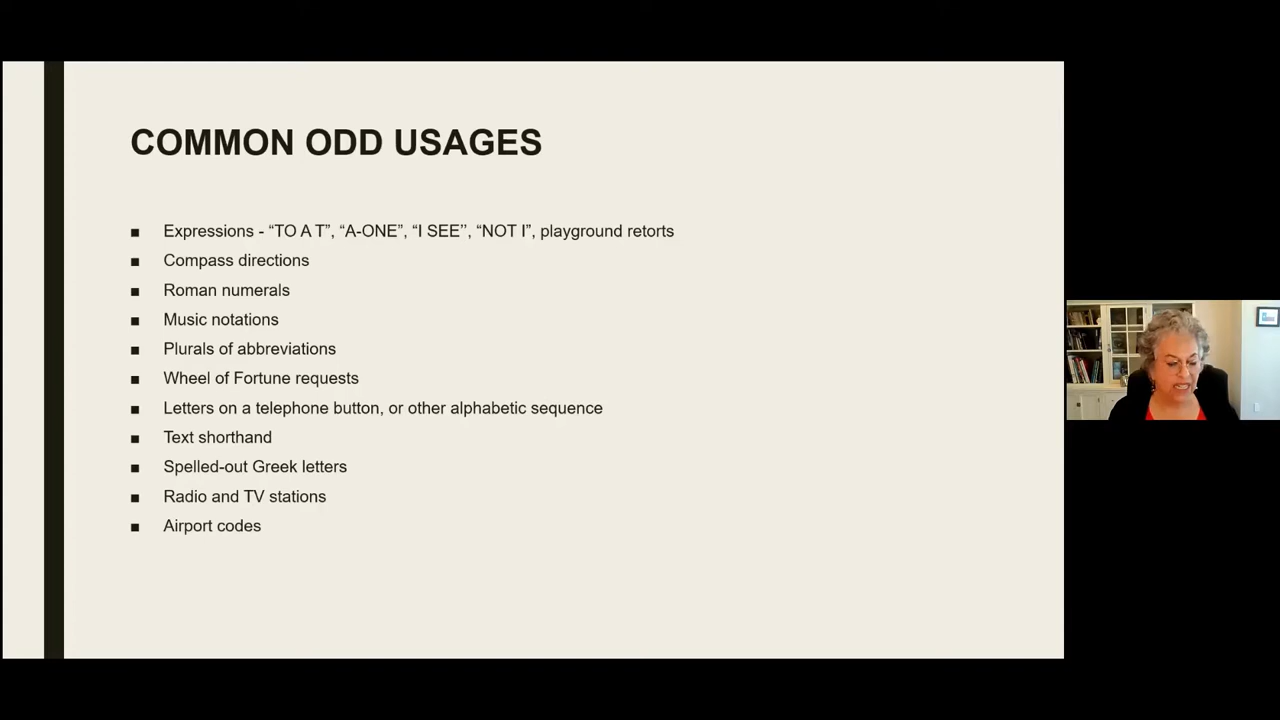 COMMON ODD USAGES
■ Expressions - “TO A T”, “A-ONE”, “I SEE’’, “NOT I”, playground retorts
■ Compass directions
■ Roman numerals
■ Music notations
■ Plurals of abbreviations
■ Wheel of Fortune requests
■ Letters on a telephone button, or other alphabetic sequence
■ Text shorthand
■ Spelled-out Greek letters
■ Radio and TV stations
■ Airport codes